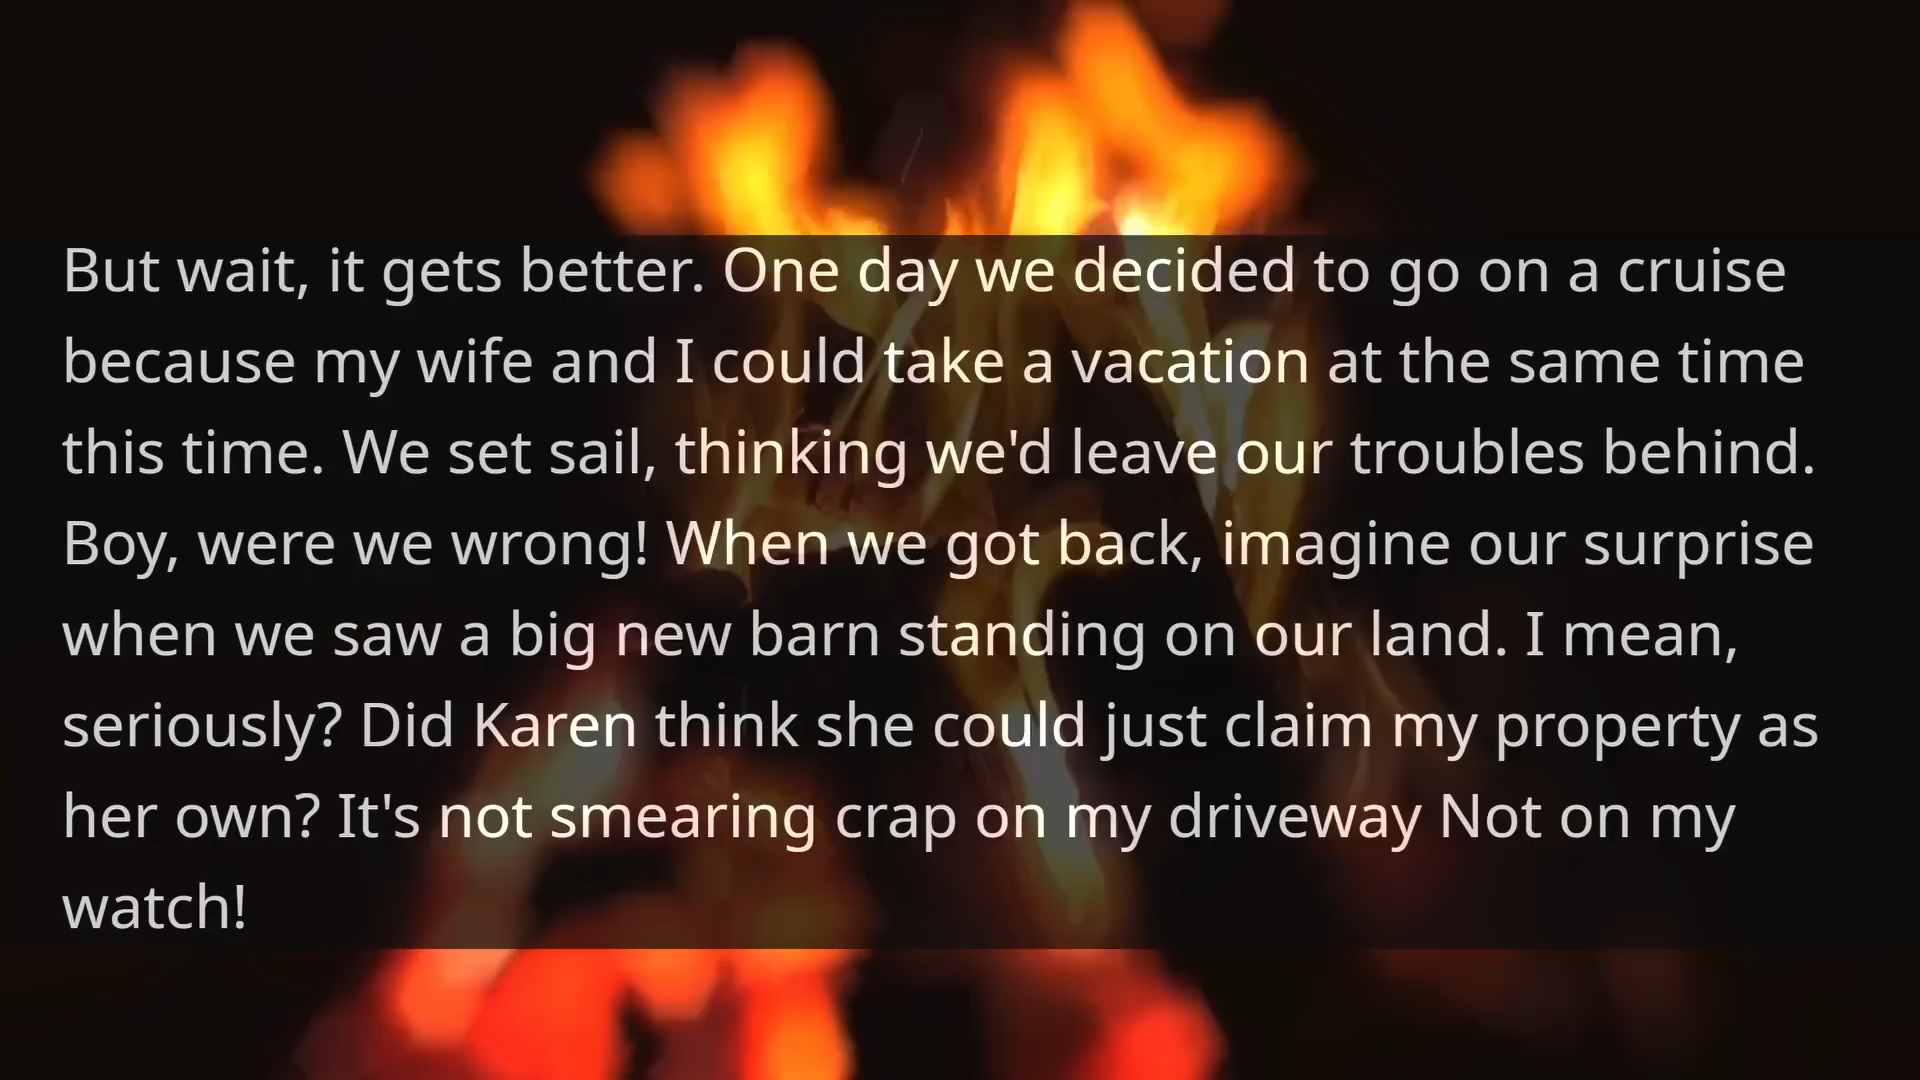 But wait, it gets better. One day we decided to go on a cruise
because my wife and I could take a vacation at the same time
this time. We set sail, thinking we'd leave our troubles behind.
Boy, were we wrong! When we got back, imagine our surprise
when we saw a big new barn standing on our land. I mean,
seriously? Did Karen think she could just claim my property as
her own? It's not smearing crap on my driveway Not on my
watch!